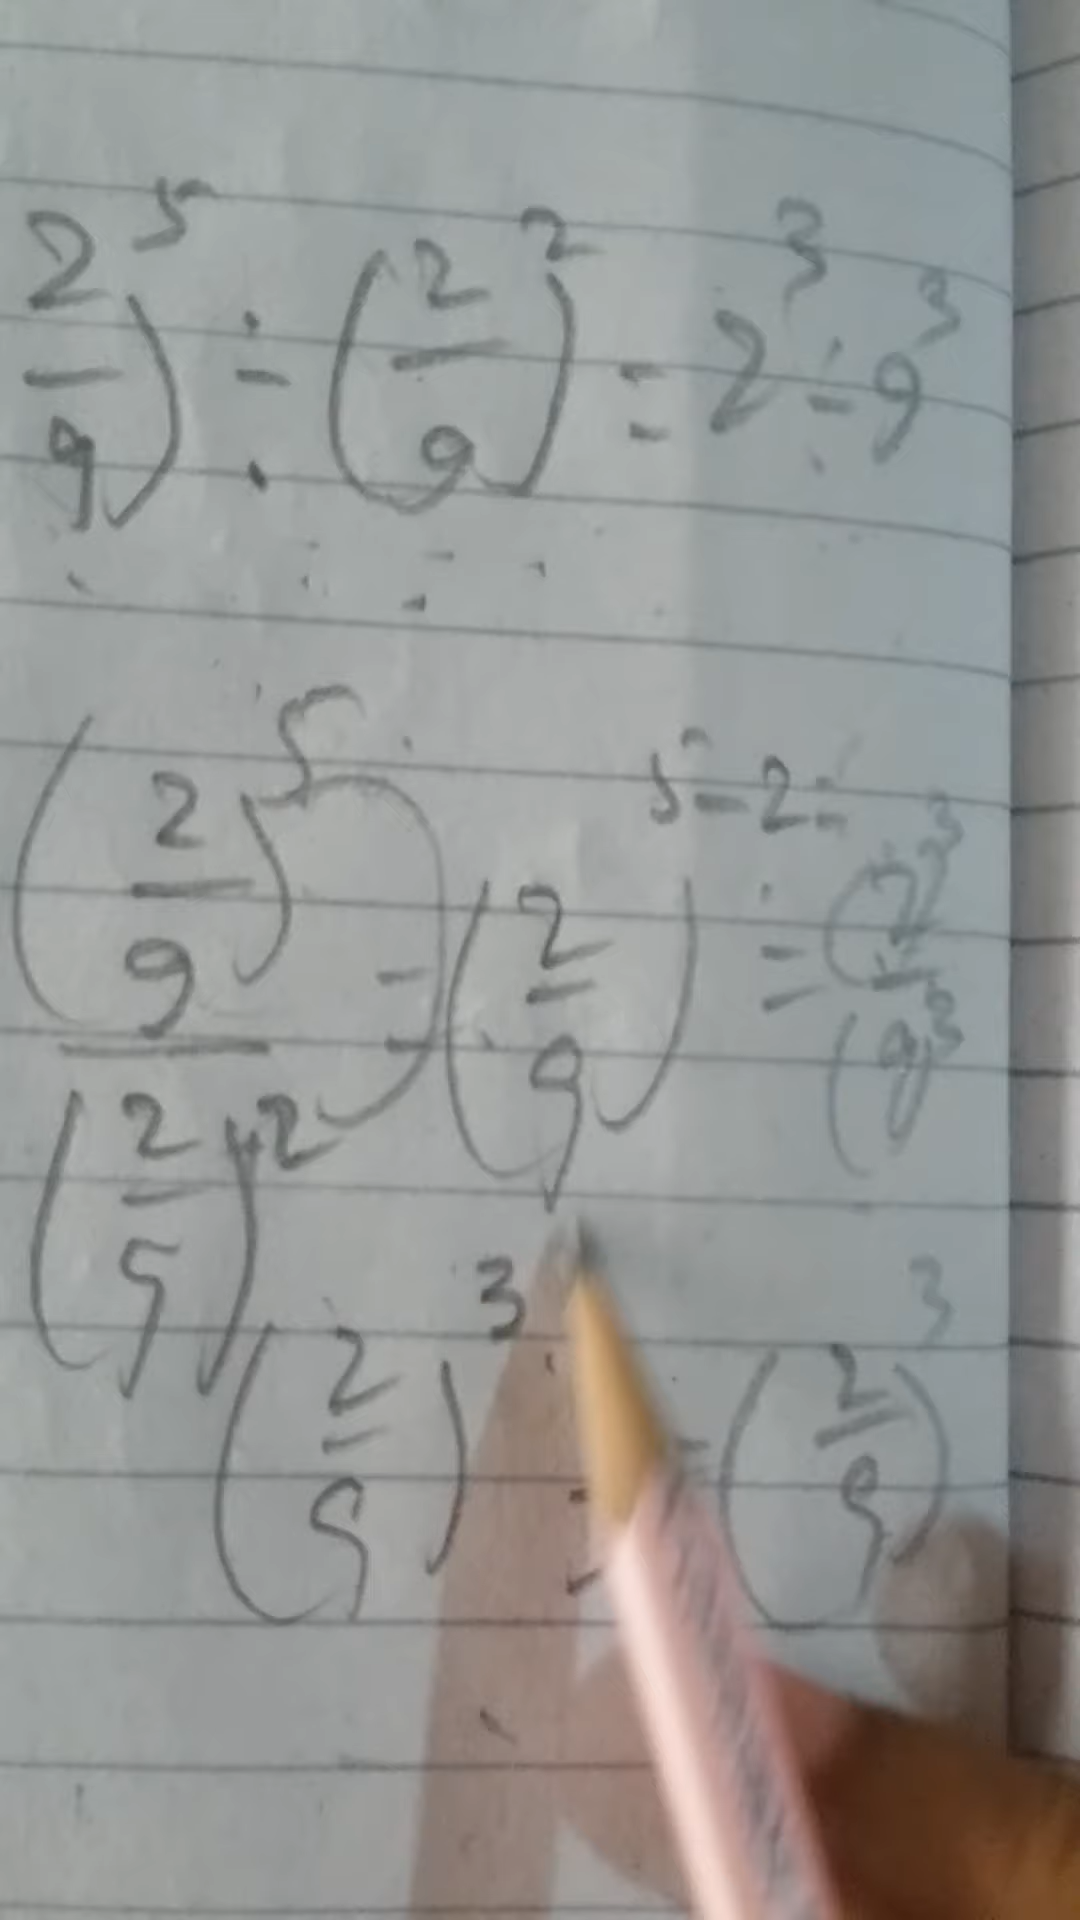 (2/9)^5 ÷ (2/9)^2 = 2^3 ÷ 9^3
(2/9)^5 / (2/9)^2 = (2/9)^5-2 = (2^3 / (9)^3
(2/9)^3 = (2/9)^3